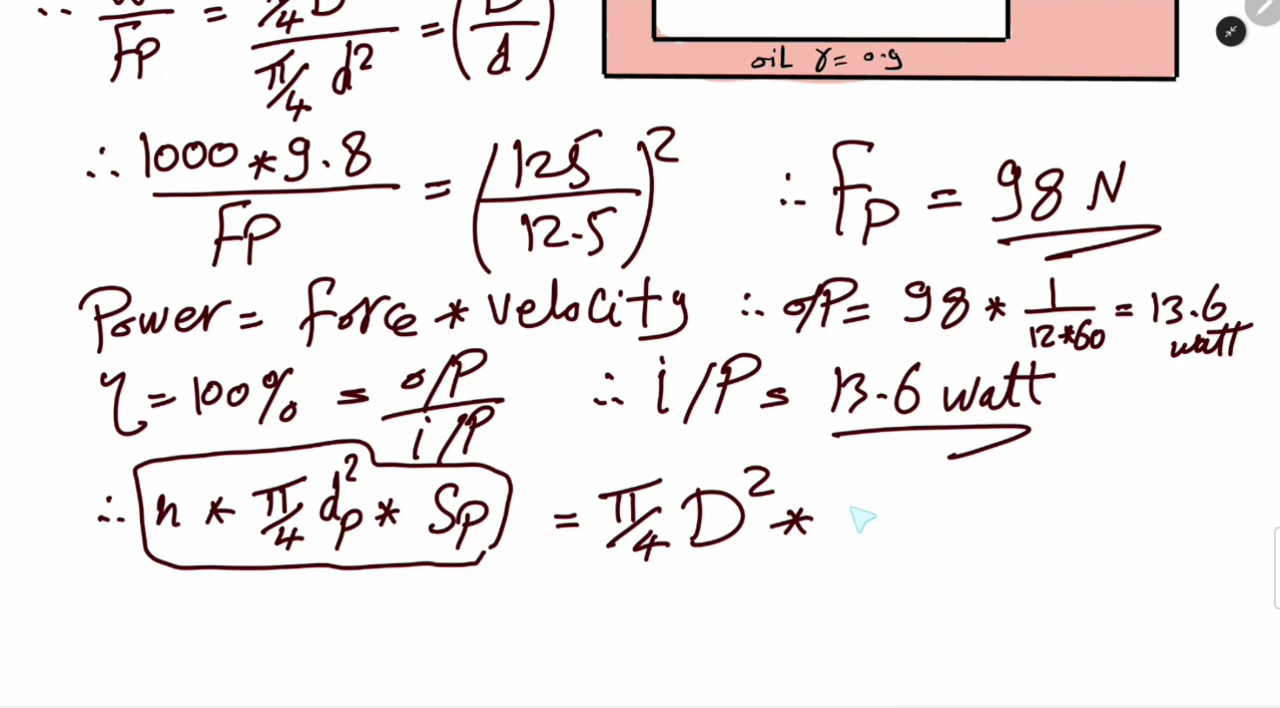 ∴ W/Fp = (π/4 D)/(π/4 d²) = (D/d)
oil γ = 0.9
∴ 1000 * 9.8 / Fp = (125/12.5)² ∴ Fp = 98 N
Power = force * velocity ∴ o/P = 98 * 1/(12*60) = 13.6 watt
η = 100% = (o/P)/(i/P) ∴ i/P = 13.6 watt
∴ n * π/4 dp² * Sp = π/4 D² *